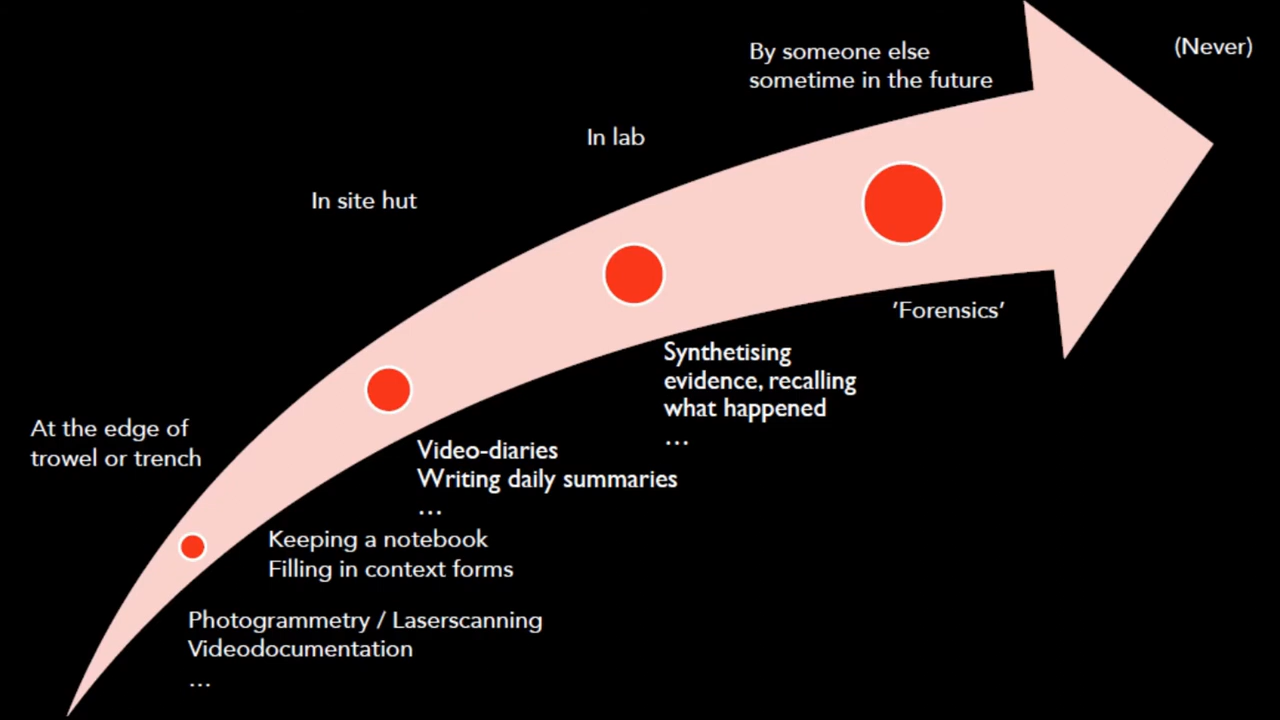 By someone else
sometime in the future
(Never)
In lab
In site hut
At the edge of
trowel or trench
'Forensics'
Synthetising
evidence, recalling
what happened
...
Video-diaries
Writing daily summaries
...
Keeping a notebook
Filling in context forms
Photogrammetry / Laserscanning
Videodocumentation
...